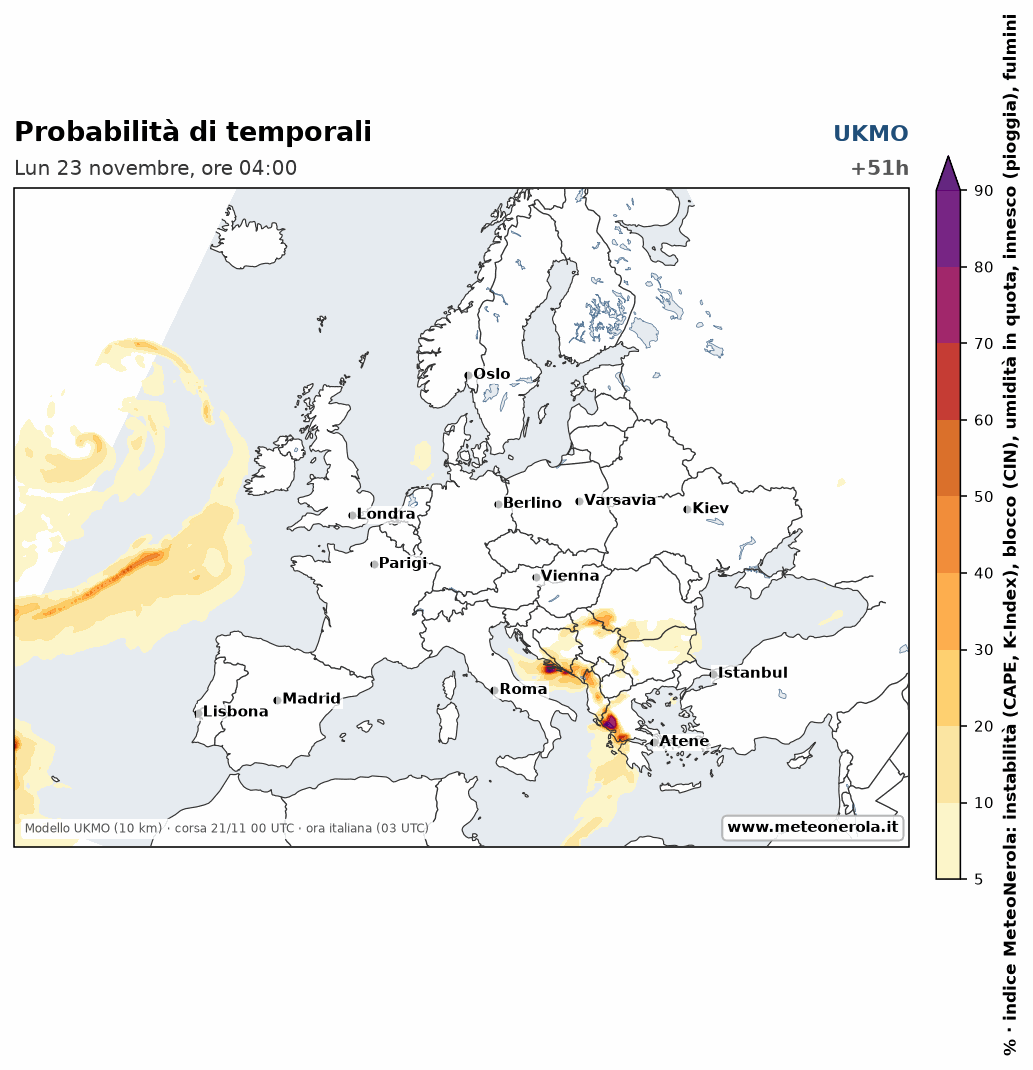 Probabilità di temporali
UKMO
Lun 23 novembre, ore 04:00
+51h
Oslo
Berlino
Varsavia
Kiev
Londra
Parigi
Vienna
Istanbul
Roma
Madrid
Lisbona
Atene
Modello UKMO (10 km) · corsa 21/11 00 UTC · ora italiana (03 UTC)
www.meteonerola.it
90
80
70
60
50
40
30
20
10
5
% · indice MeteoNerola: instabilità (CAPE, K-Index), blocco (CIN), umidità in quota, innesco (pioggia), fulmini